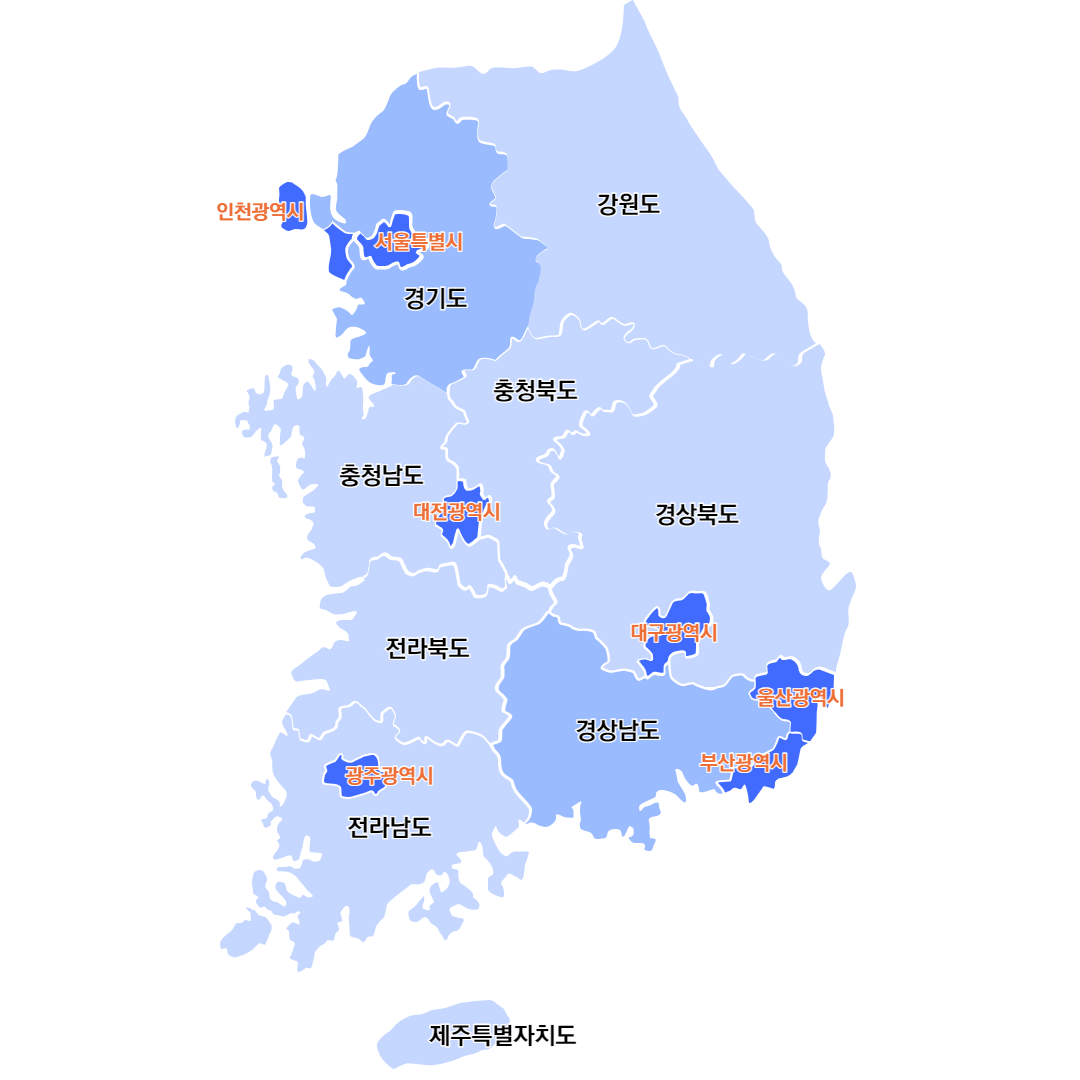 강원도
인천광역시
서울특별시
경기도
충청북도
충청남도
대전광역시
경상북도
대구광역시
전라북도
울산광역시
경상남도
부산광역시
광주광역시
전라남도
제주특별자치도